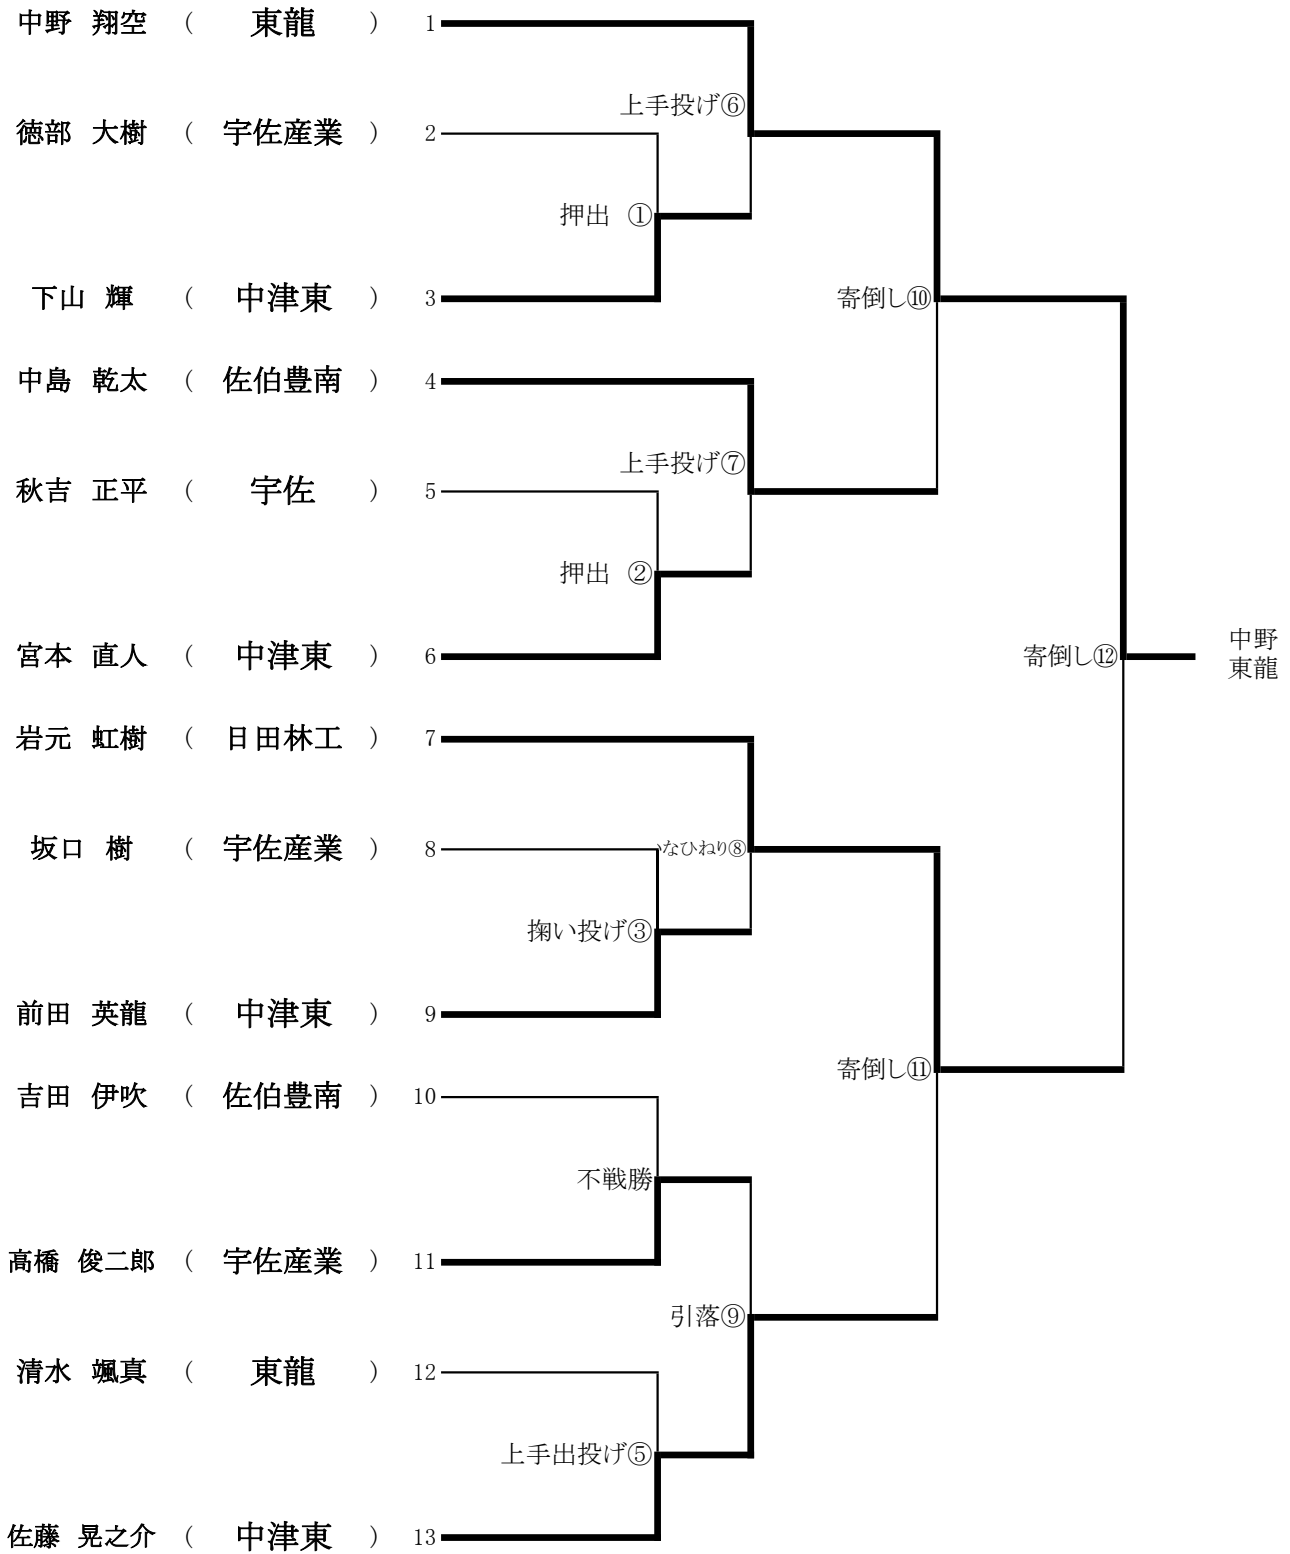 中野 翔空 ( 東龍 ) 1
上手投げ⑥
徳部 大樹 ( 宇佐産業 ) 2
押出 ①
下山 輝 ( 中津東 ) 3
寄倒し⑩
中島 乾太 ( 佐伯豊南 ) 4
上手投げ⑦
秋吉 正平 ( 宇佐 ) 5
押出 ②
中野
東龍
宮本 直人 ( 中津東 ) 6
寄倒し⑫
岩元 虹樹 ( 日田林工 ) 7
坂口 樹 ( 宇佐産業 ) 8
なひねり⑧
掬い投げ③
前田 英龍 ( 中津東 ) 9
寄倒し⑪
吉田 伊吹 ( 佐伯豊南 ) 10
不戦勝
高橋 俊二郎 ( 宇佐産業 ) 11
引落⑨
清水 颯真 ( 東龍 ) 12
上手出投げ⑤
佐藤 晃之介 ( 中津東 ) 13